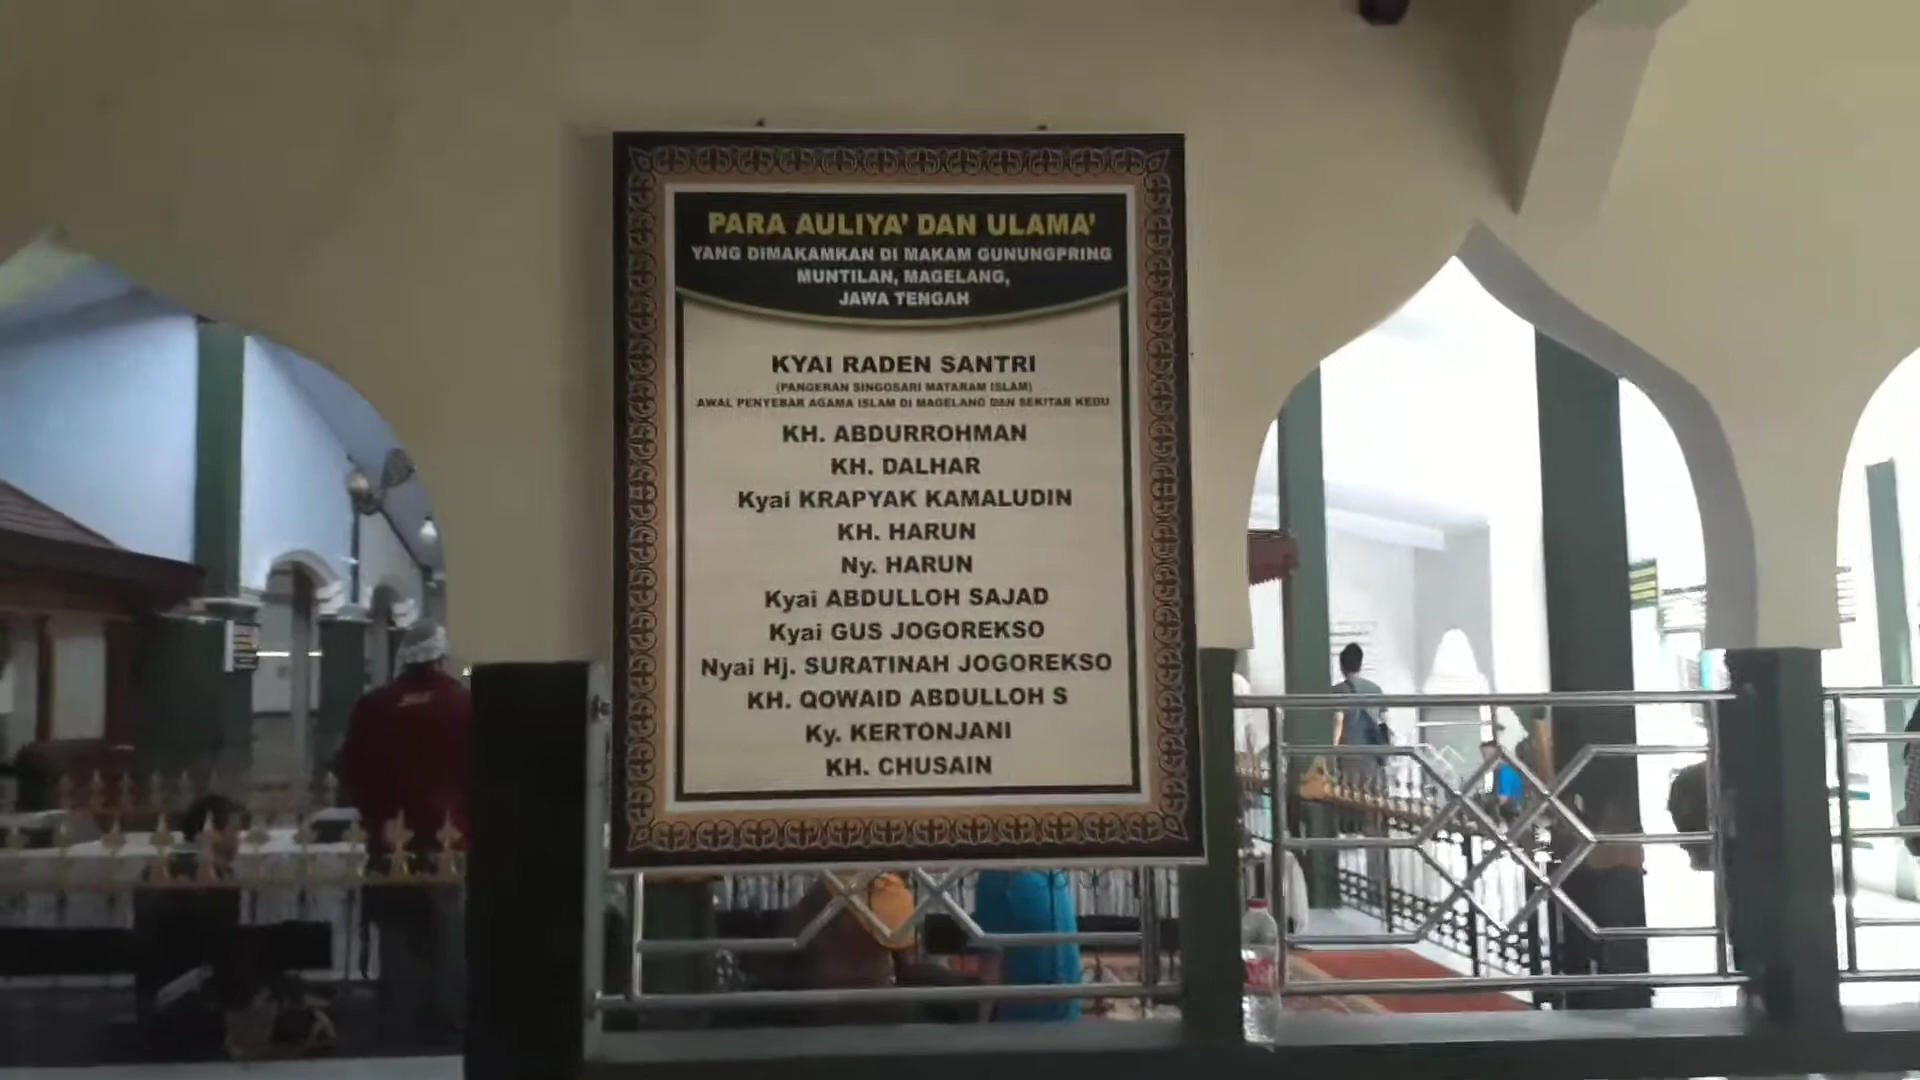 PARA AULIYA' DAN ULAMA'
YANG DIMAKAMKAN DI MAKAM GUNUNGPRING
MUNTILAN, MAGELANG,
JAWA TENGAH
KYAI RADEN SANTRI
(PANGERAN SINGOSARI MATARAM ISLAM)
AWAL PENYEBAR AGAMA ISLAM DI MAGELANG DAN SEKITAR KEDU
KH. ABDURROHMAN
KH. DALHAR
Kyai KRAPYAK KAMALUDIN
KH. HARUN
Ny. HARUN
Kyai ABDULLOH SAJAD
Kyai GUS JOGOREKSO
Nyai Hj. SURATINAH JOGOREKSO
KH. QOWAID ABDULLOH S
Ky. KERTONJANI
KH. CHUSAIN